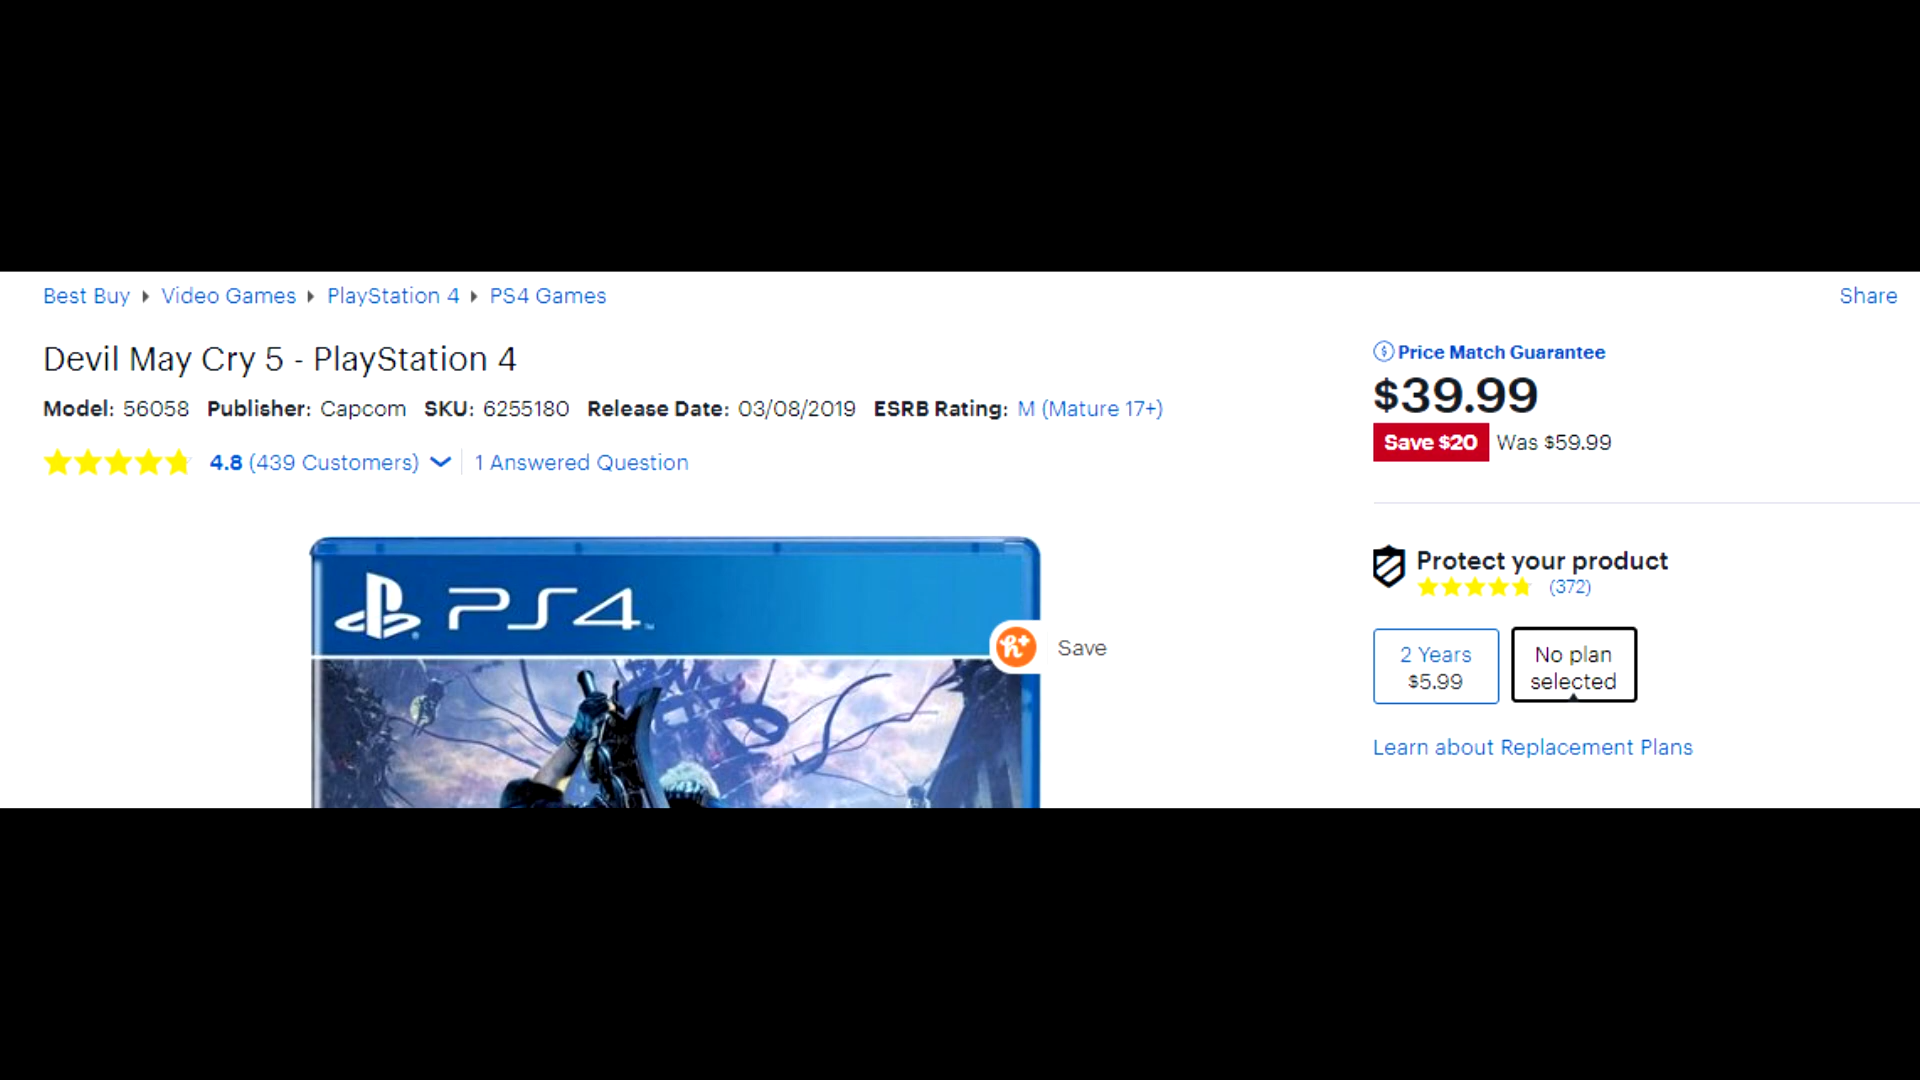 Best Buy Video Games PlayStation 4 PS4 Games
Share
Devil May Cry 5 - PlayStation 4
Model: 56058 Publisher: Capcom SKU: 6255180 Release Date: 03/08/2019 ESRB Rating: M (Mature 17+)
4.8 (439 Customers) 1 Answered Question
Price Match Guarantee
$39.99
Save $20 Was $59.99
PS4™
h+ Save
Protect your product
(372)
2 Years
$5.99
No plan
selected
Learn about Replacement Plans